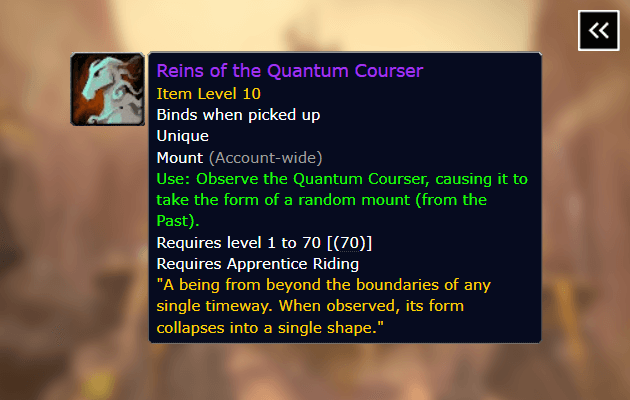 Reins of the Quantum Courser
Item Level 10
Binds when picked up
Unique
Mount (Account-wide)
Use: Observe the Quantum Courser, causing it to
take the form of a random mount (from the
Past).
Requires level 1 to 70 [(70)]
Requires Apprentice Riding
"A being from beyond the boundaries of any
single timeway. When observed, its form
collapses into a single shape."